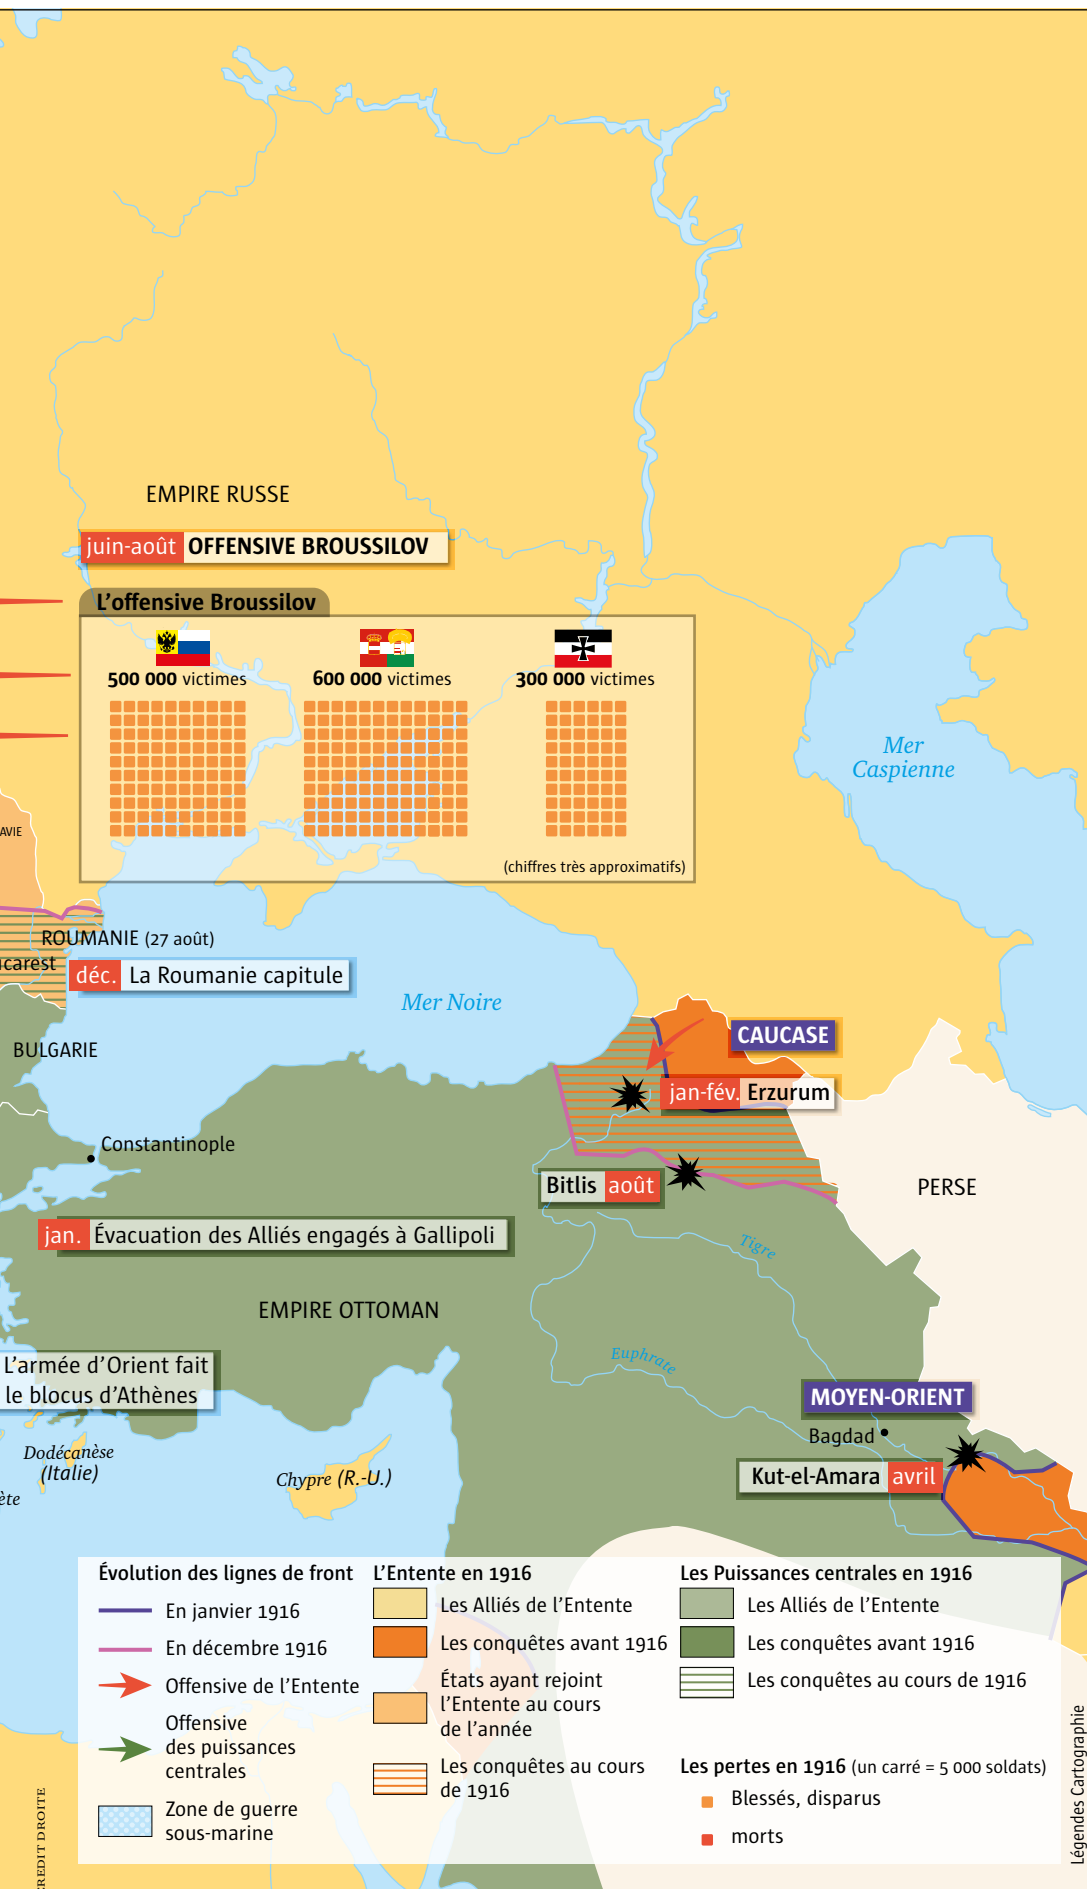 EMPIRE RUSSE
juin-août OFFENSIVE BROUSSILOV
L'offensive Broussilov
500 000 victimes
600 000 victimes
300 000 victimes
(chiffres très approximatifs)
Mer
Caspienne
AVIE
ROUMANIE (27 août)
ucarest
déc. La Roumanie capitule
Mer Noire
BULGARIE
CAUCASE
jan-fév. Erzurum
Constantinople
Bitlis août
PERSE
jan. Évacuation des Alliés engagés à Gallipoli
Tigre
EMPIRE OTTOMAN
Euphrate
L'armée d'Orient fait
le blocus d'Athènes
MOYEN-ORIENT
Bagdad
Dodécanèse
(Italie)
Chypre (R.-U.)
Kut-el-Amara avril
ète
Évolution des lignes de front
En janvier 1916
En décembre 1916
Offensive de l'Entente
Offensive
des puissances
centrales
Zone de guerre
sous-marine
L'Entente en 1916
Les Alliés de l'Entente
Les conquêtes avant 1916
États ayant rejoint
l'Entente au cours
de l'année
Les conquêtes au cours
de 1916
Les Puissances centrales en 1916
Les Alliés de l'Entente
Les conquêtes avant 1916
Les conquêtes au cours de 1916
Les pertes en 1916 (un carré = 5 000 soldats)
Blessés, disparus
morts
Légendes Cartographie
CREDIT DROITE